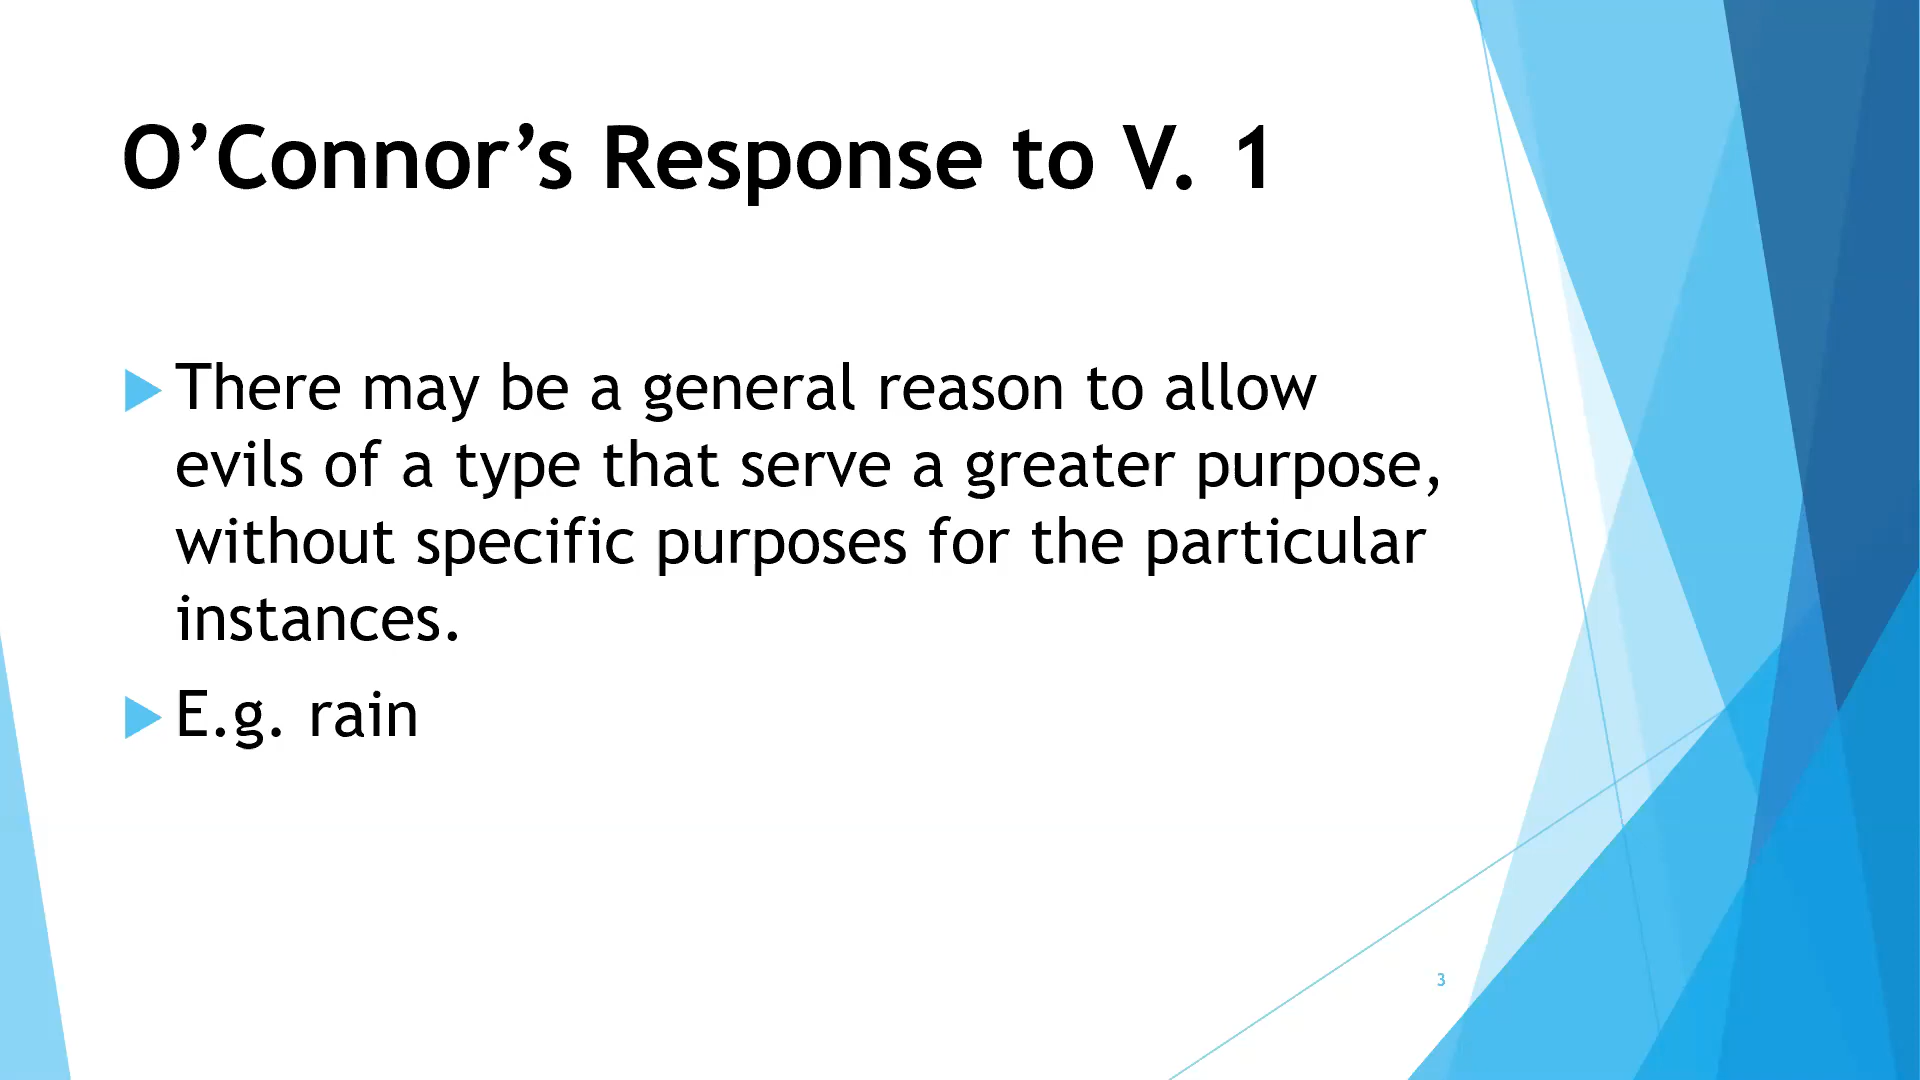 O’Connor’s Response to V. 1
There may be a general reason to allow
evils of a type that serve a greater purpose,
without specific purposes for the particular
instances.
E.g. rain
3